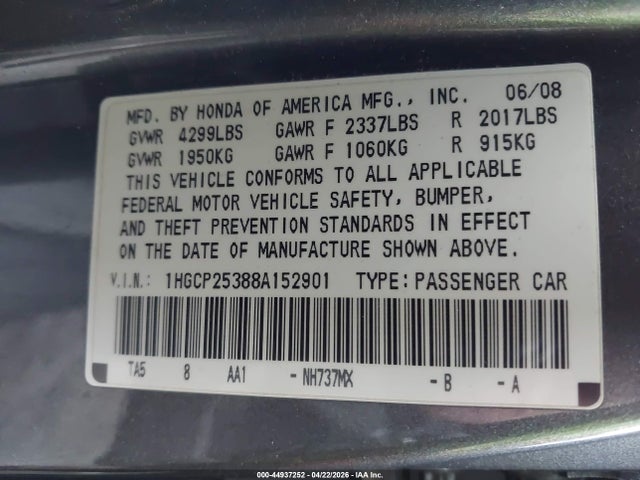 MFD. BY HONDA OF AMERICA MFG., INC. 06/08
GVWR 4299LBS GAWR F 2337LBS R 2017LBS
GVWR 1950KG GAWR F 1060KG R 915KG
THIS VEHICLE CONFORMS TO ALL APPLICABLE
FEDERAL MOTOR VEHICLE SAFETY, BUMPER,
AND THEFT PREVENTION STANDARDS IN EFFECT
ON THE DATE OF MANUFACTURE SHOWN ABOVE.
V.I.N.: 1HGCP25388A152901 TYPE: PASSENGER CAR
TA5 8 AA1 - NH737MX - B - A
000-44937252 - 04/22/2026 - IAA Inc.